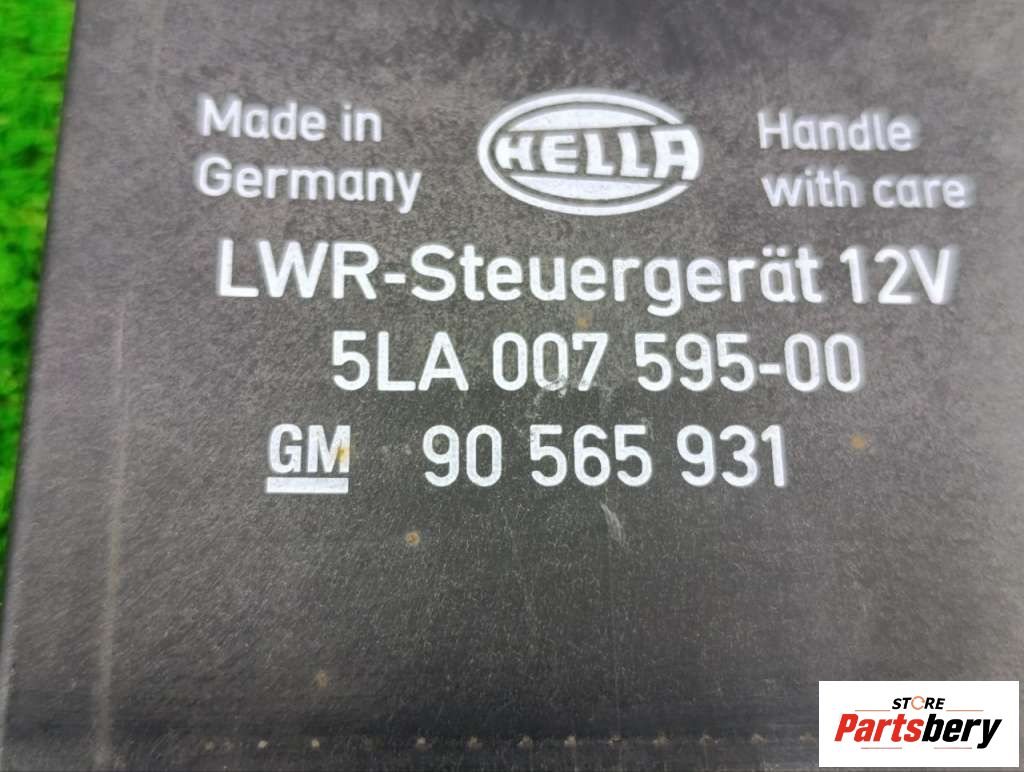 Made in
Germany
HELLA
Handle
with care
LWR-Steuergerät 12V
5LA 007 595-00
GM 90 565 931
STORE
Partsbery